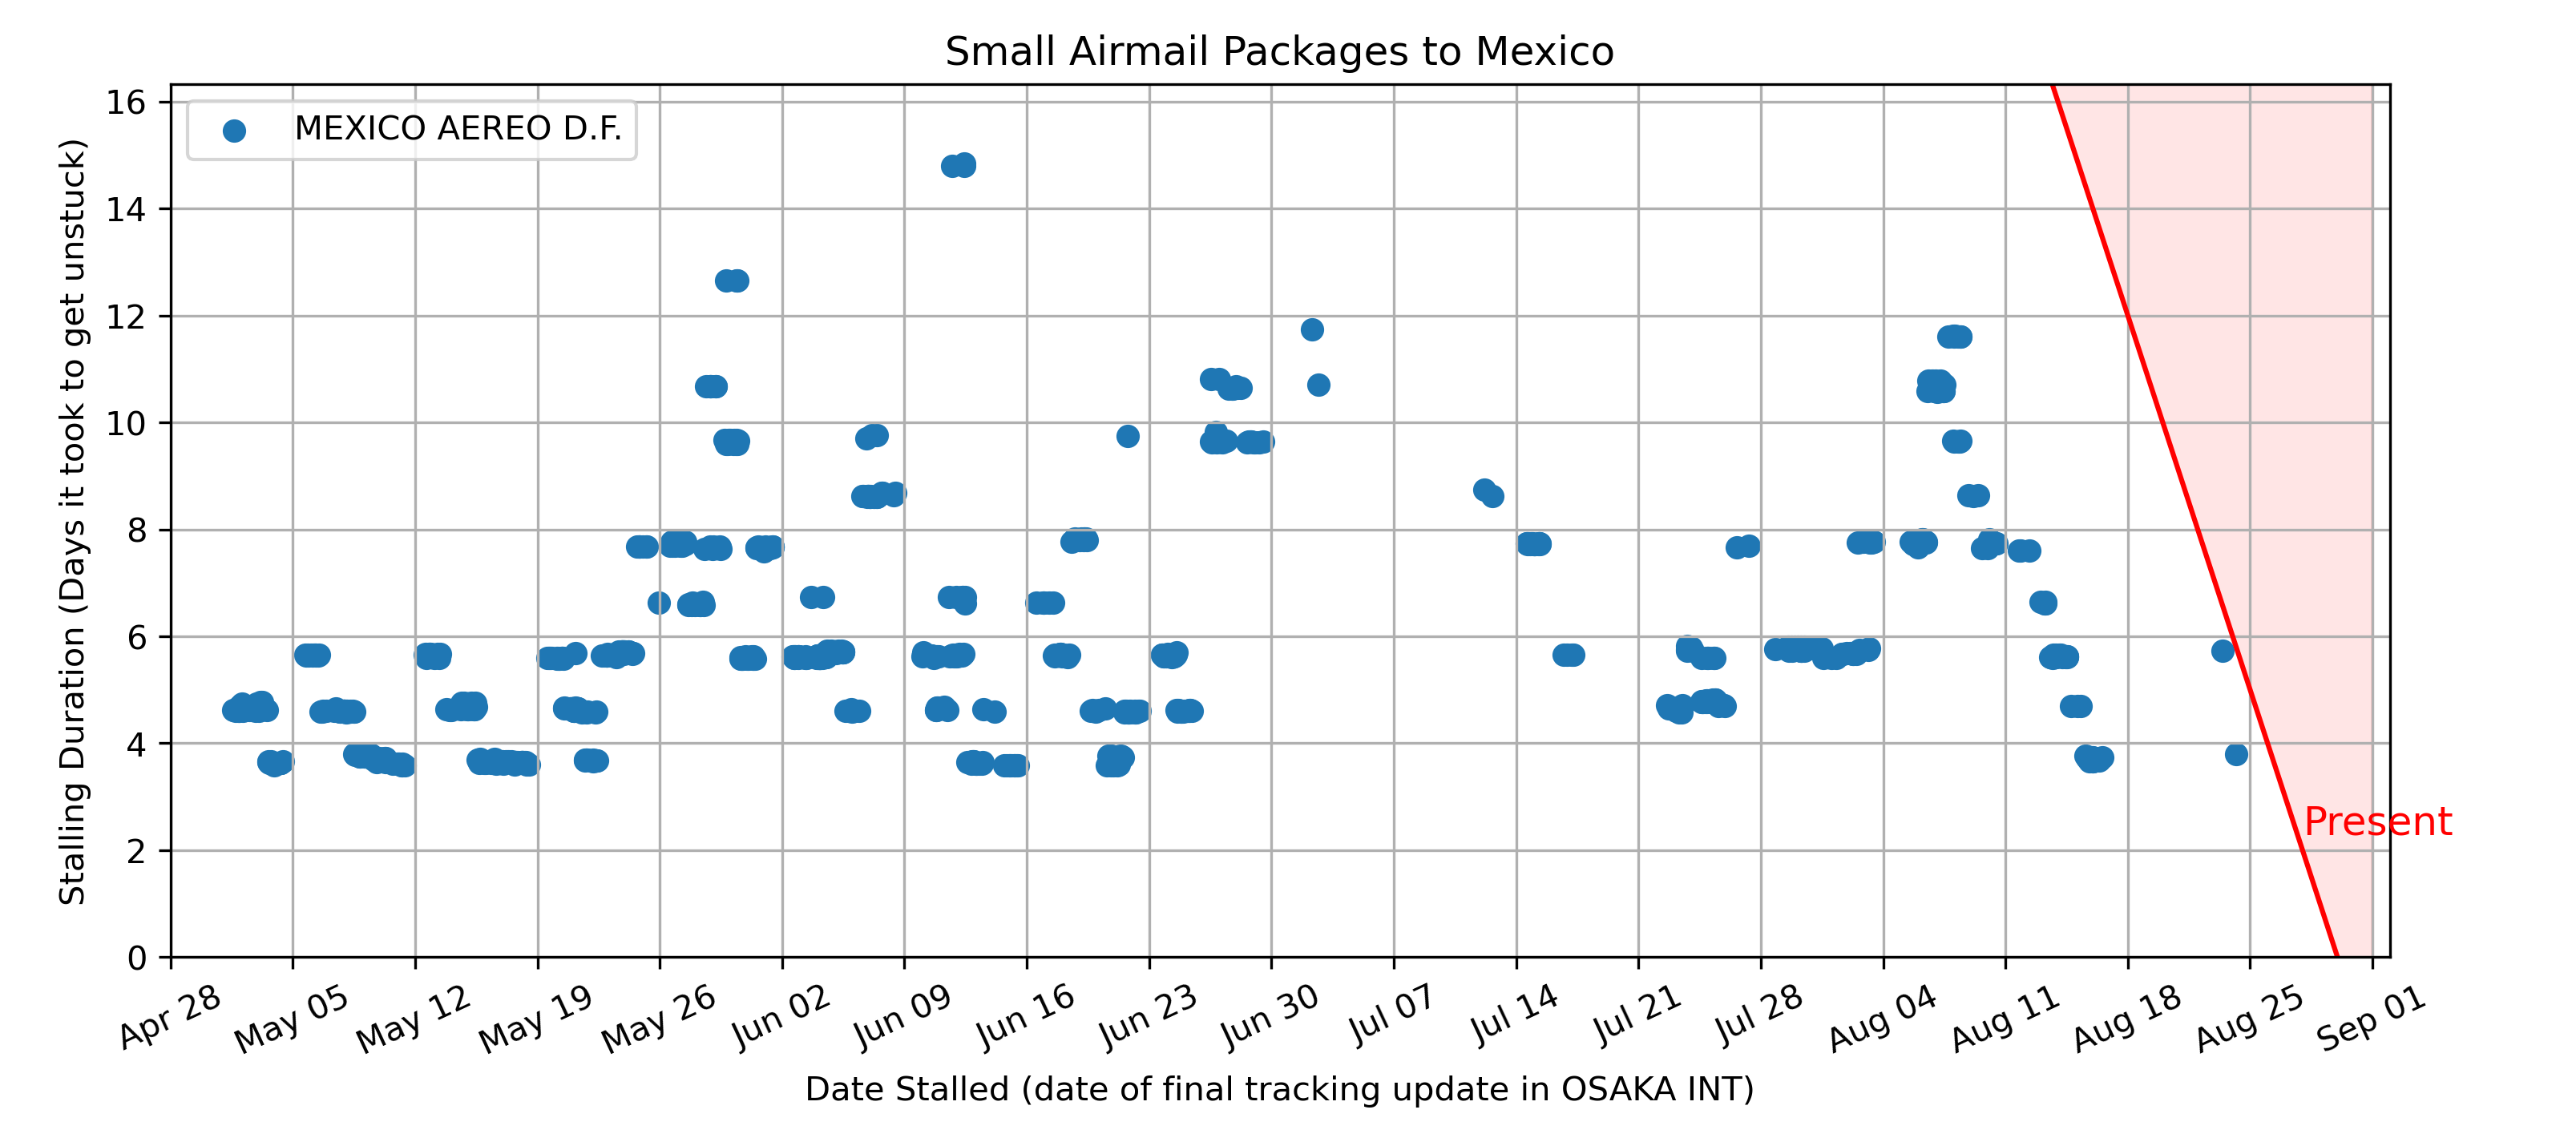 Small Airmail Packages to Mexico
MEXICO AEREO D.F.
Stalling Duration (Days it took to get unstuck)
16
14
12
10
8
6
4
2
0
Present
Apr 28
May 05
May 12
May 19
May 26
Jun 02
Jun 09
Jun 16
Jun 23
Jun 30
Jul 07
Jul 14
Jul 21
Jul 28
Aug 04
Aug 11
Aug 18
Aug 25
Sep 01
Date Stalled (date of final tracking update in OSAKA INT)